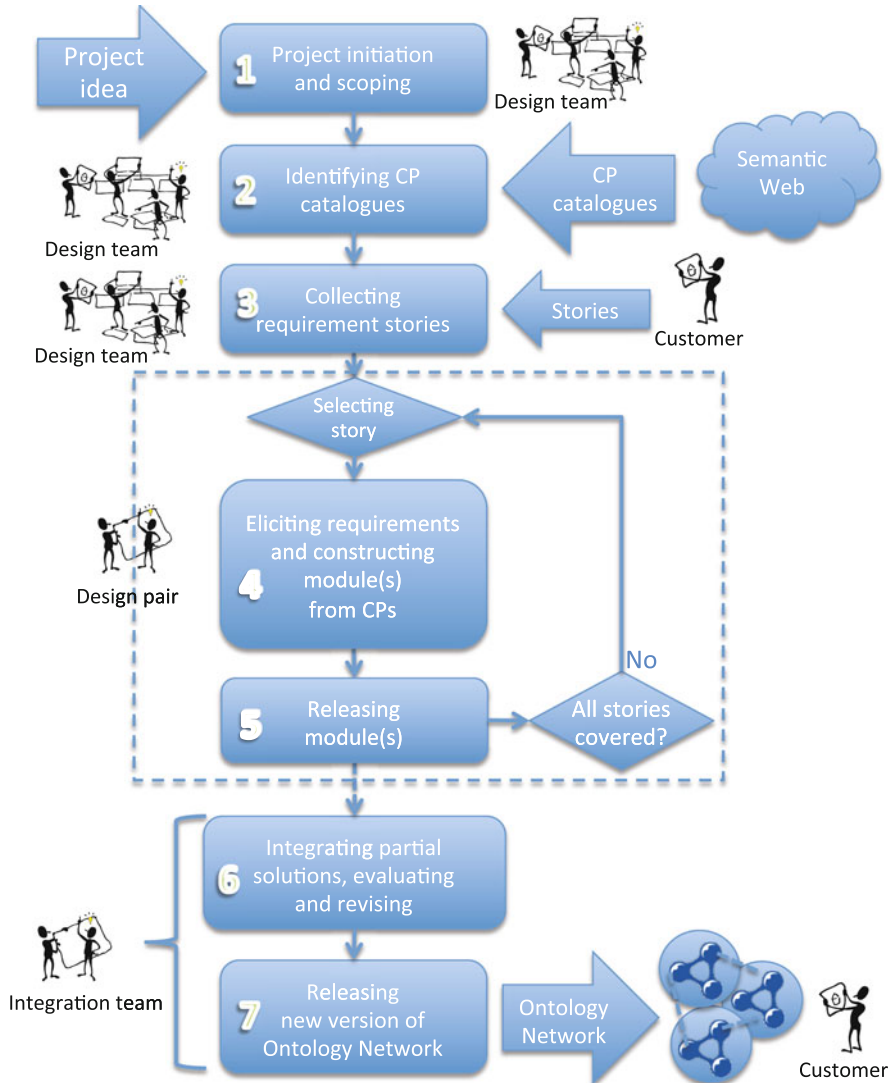 Project
idea
1
Project initiation
and scoping
Design team
Design team
2
Identifying CP
catalogues
CP
catalogues
Semantic
Web
Design team
3
Collecting
requirement stories
Stories
Customer
Selecting
story
Design pair
4
Eliciting requirements
and constructing
module(s)
from CPs
No
5
Releasing
module(s)
All stories
covered?
6
Integrating partial
solutions, evaluating
and revising
Integration team
7
Releasing
new version of
Ontology Network
Ontology
Network
Customer